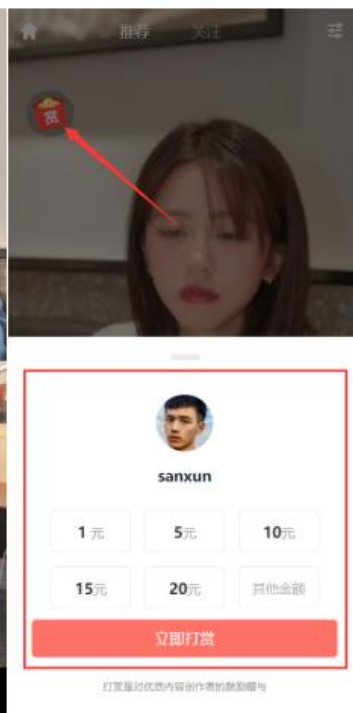 推荐 关注
赏
sanxun
1元 5元 10元
15元 20元 其他金额
立即打赏
打赏是对优质内容创作者的鼓励赠与